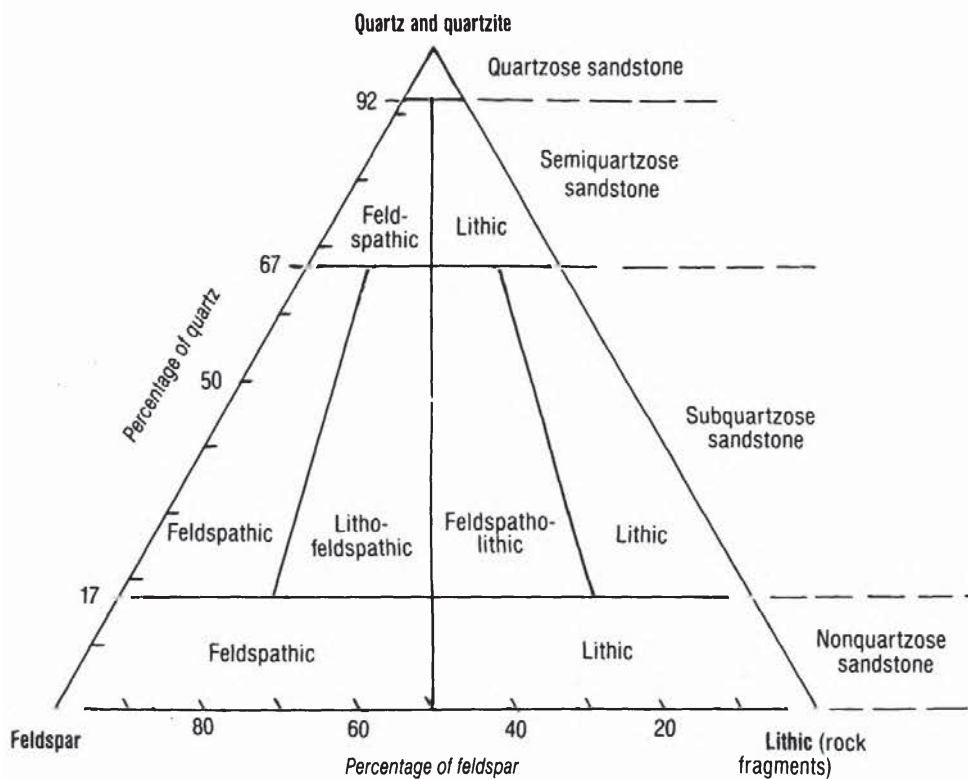 Quartz and quartzite
Quartzose sandstone
92
Semiquartzose
sandstone
Feld-
spathic
Lithic
67
Percentage of quartz
50
Subquartzose
sandstone
Feldspathic
Litho-
feldspathic
Feldspatho-
lithic
Lithic
17
Feldspathic
Lithic
Nonquartzose
sandstone
80
60
40
20
Feldspar
Percentage of feldspar
Lithic (rock
fragments)